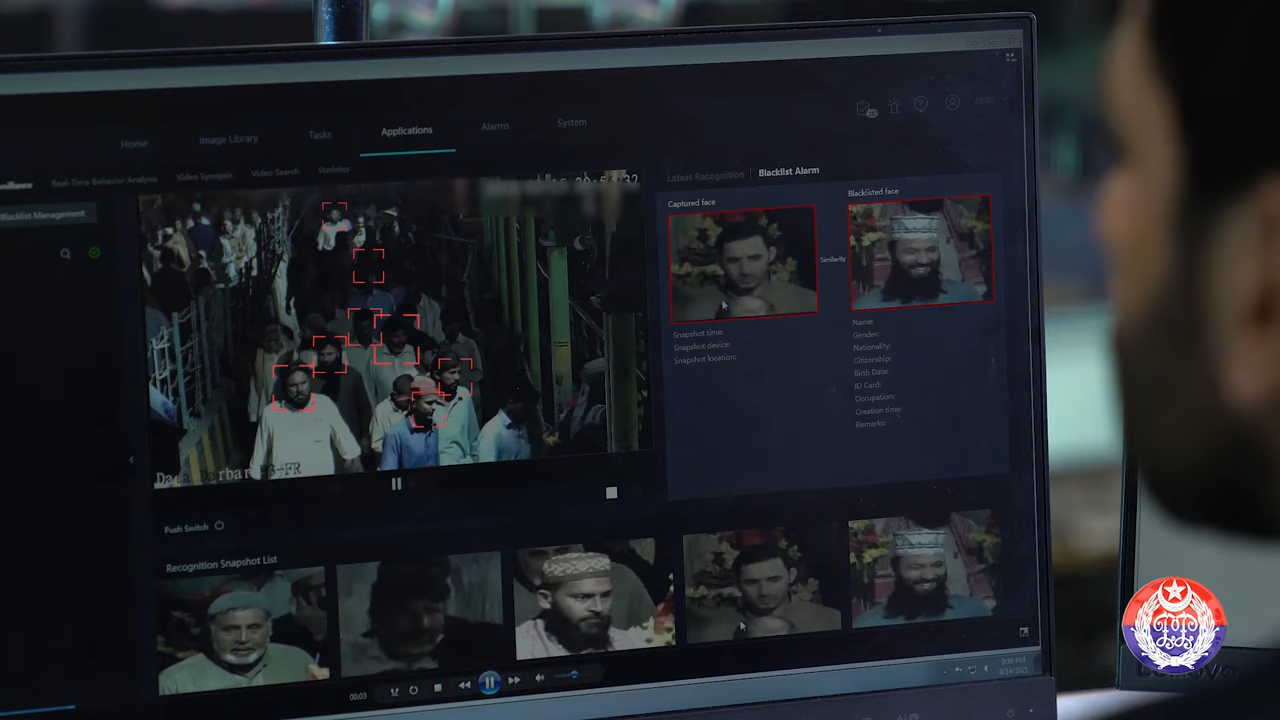 Home
Image Library
Tasks
Applications
Alarms
System
Real-Time Behavior Analysis
Video Synopsis
Video Search
Statistics
Blacklist Management
Latest Recognition
Blacklist Alarm
Captured face
Blacklisted face
Similarity
Snapshot time:
Snapshot device:
Snapshot location:
Name:
Gender:
Nationality:
Citizenship:
Birth Date:
ID Card:
Occupation:
Creation time:
Remarks:
Push Switch
Recognition Snapshot List
00:03